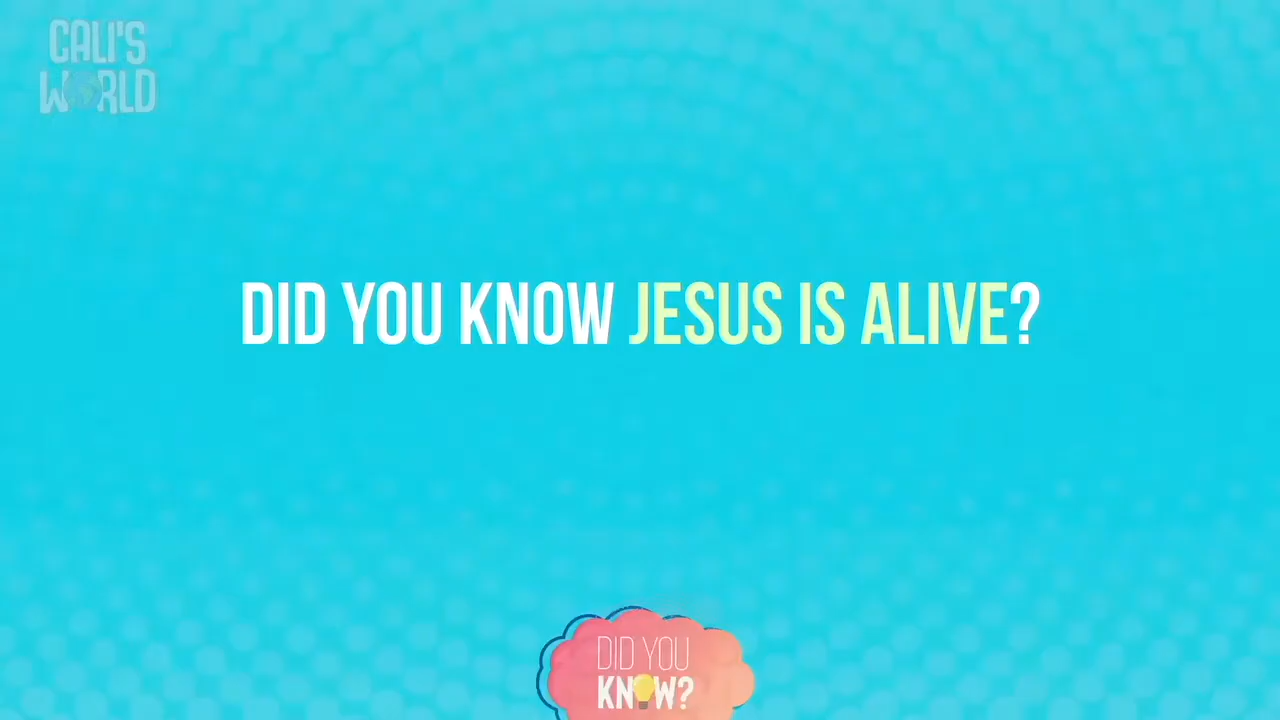 CALI'S
WORLD
DID YOU KNOW JESUS IS ALIVE?
DID YOU
KNOW?